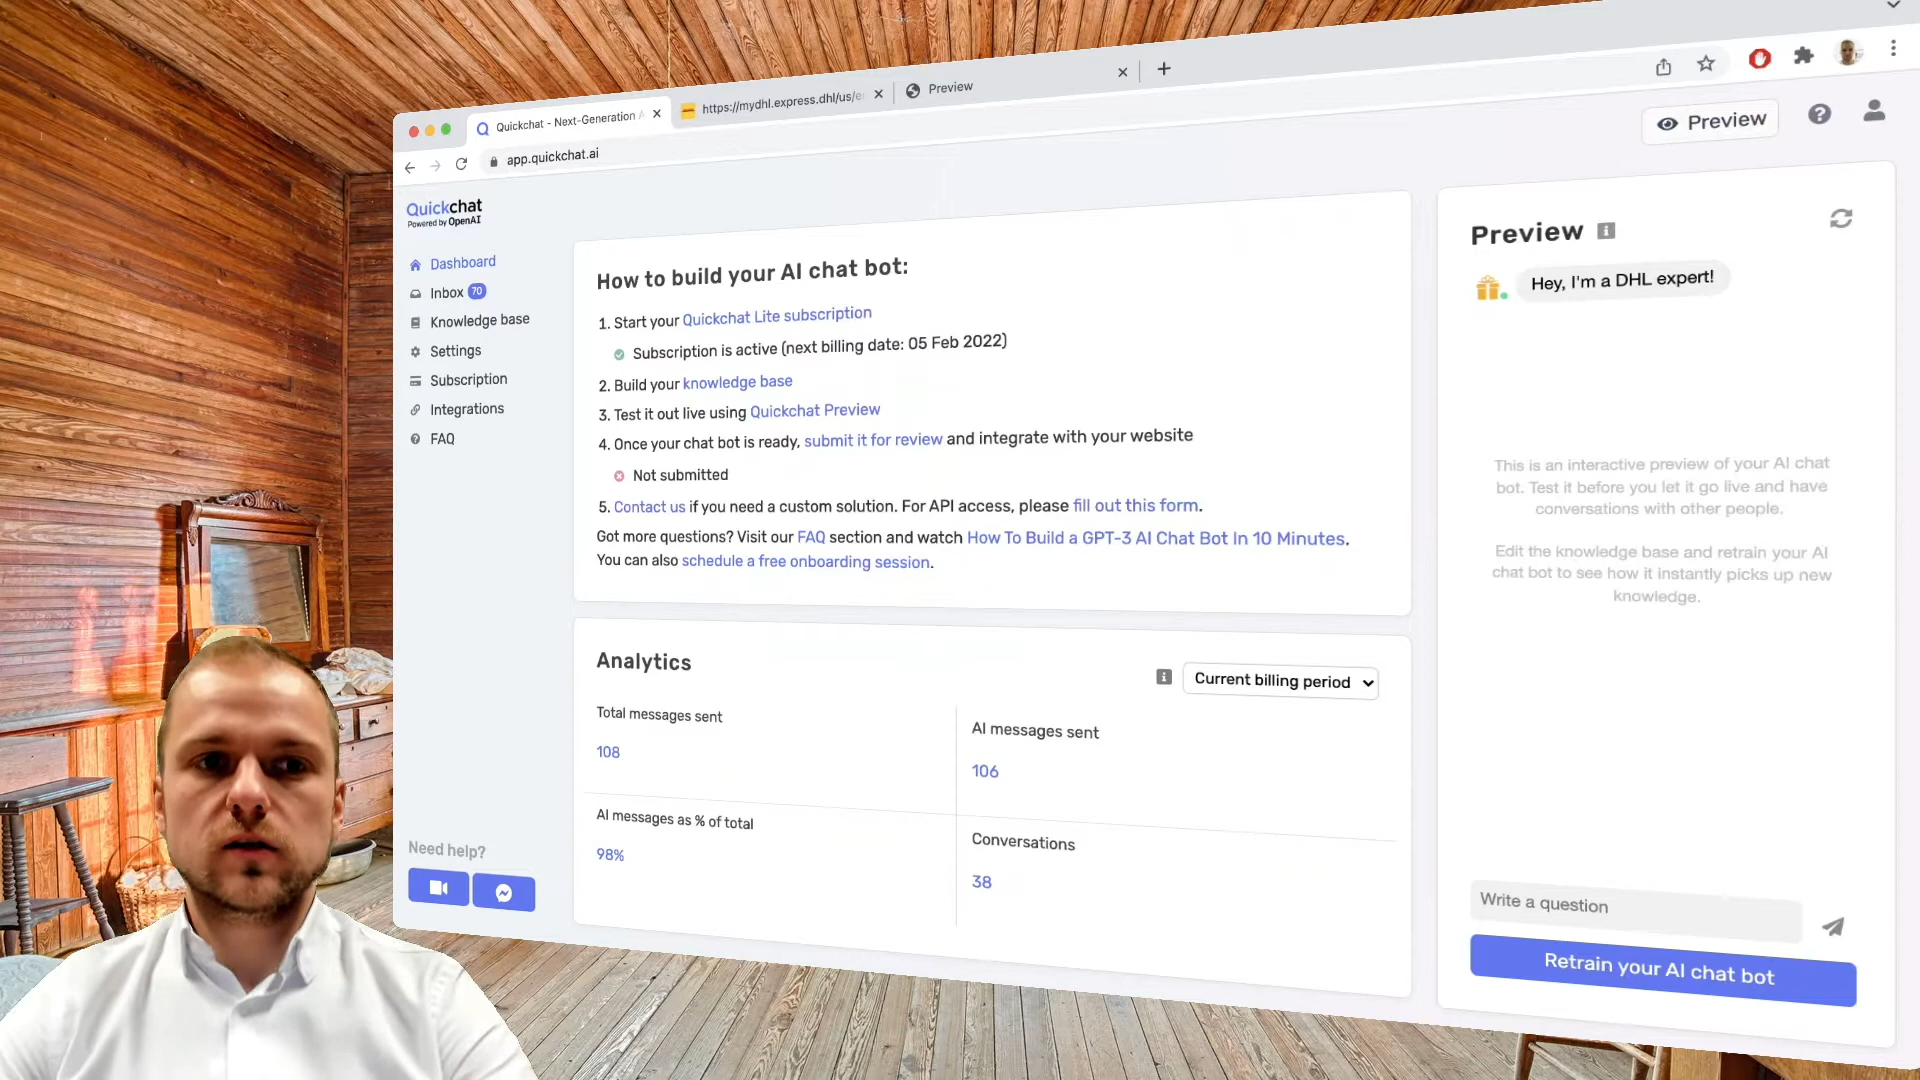 Quickchat - Next-Generation
https://mydhl.express.dhl/us/e
Preview
app.quickchat.ai
Preview
Quickchat
Powered by OpenAI
Dashboard
Inbox 70
Knowledge base
Settings
Subscription
Integrations
FAQ
Need help?
How to build your AI chat bot:
1. Start your Quickchat Lite subscription
Subscription is active (next billing date: 05 Feb 2022)
2. Build your knowledge base
3. Test it out live using Quickchat Preview
4. Once your chat bot is ready, submit it for review and integrate with your website
Not submitted
5. Contact us if you need a custom solution. For API access, please fill out this form.
Got more questions? Visit our FAQ section and watch How To Build a GPT-3 AI Chat Bot In 10 Minutes.
You can also schedule a free onboarding session.
Analytics
Current billing period
Total messages sent
108
AI messages sent
106
AI messages as % of total
98%
Conversations
38
Preview
Hey, I'm a DHL expert!
This is an interactive preview of your AI chat
bot. Test it before you let it go live and have
conversations with other people.
Edit the knowledge base and retrain your AI
chat bot to see how it instantly picks up new
knowledge.
Write a question
Retrain your AI chat bot